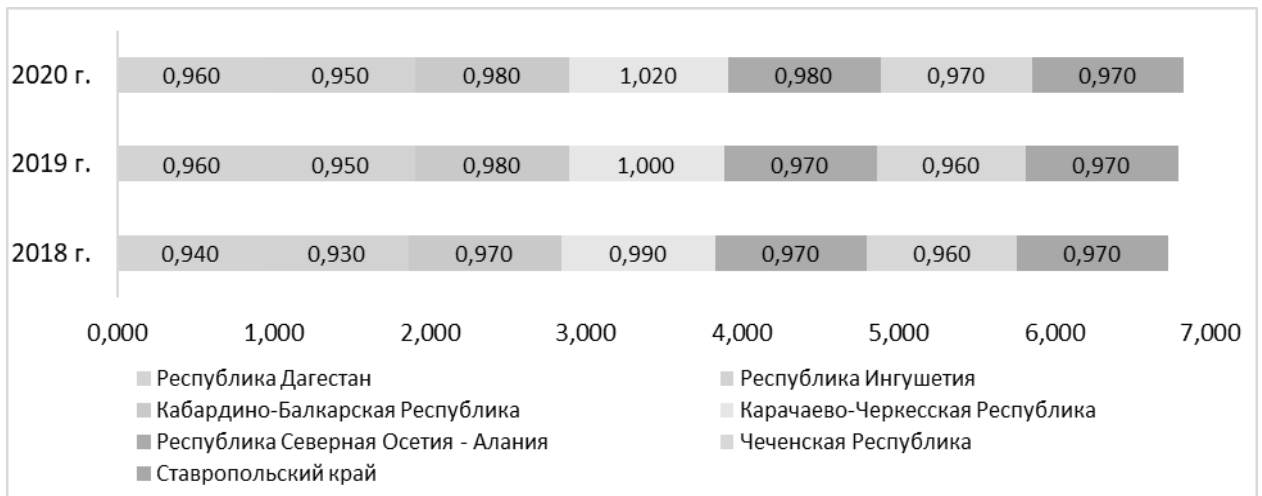 2020 г. 0,960 0,950 0,980 1,020 0,980 0,970 0,970
2019 г. 0,960 0,950 0,980 1,000 0,970 0,960 0,970
2018 г. 0,940 0,930 0,970 0,990 0,970 0,960 0,970
0,000 1,000 2,000 3,000 4,000 5,000 6,000 7,000
Республика Дагестан Республика Ингушетия
Кабардино-Балкарская Республика Карачаево-Черкесская Республика
Республика Северная Осетия - Алания Чеченская Республика
Ставропольский край